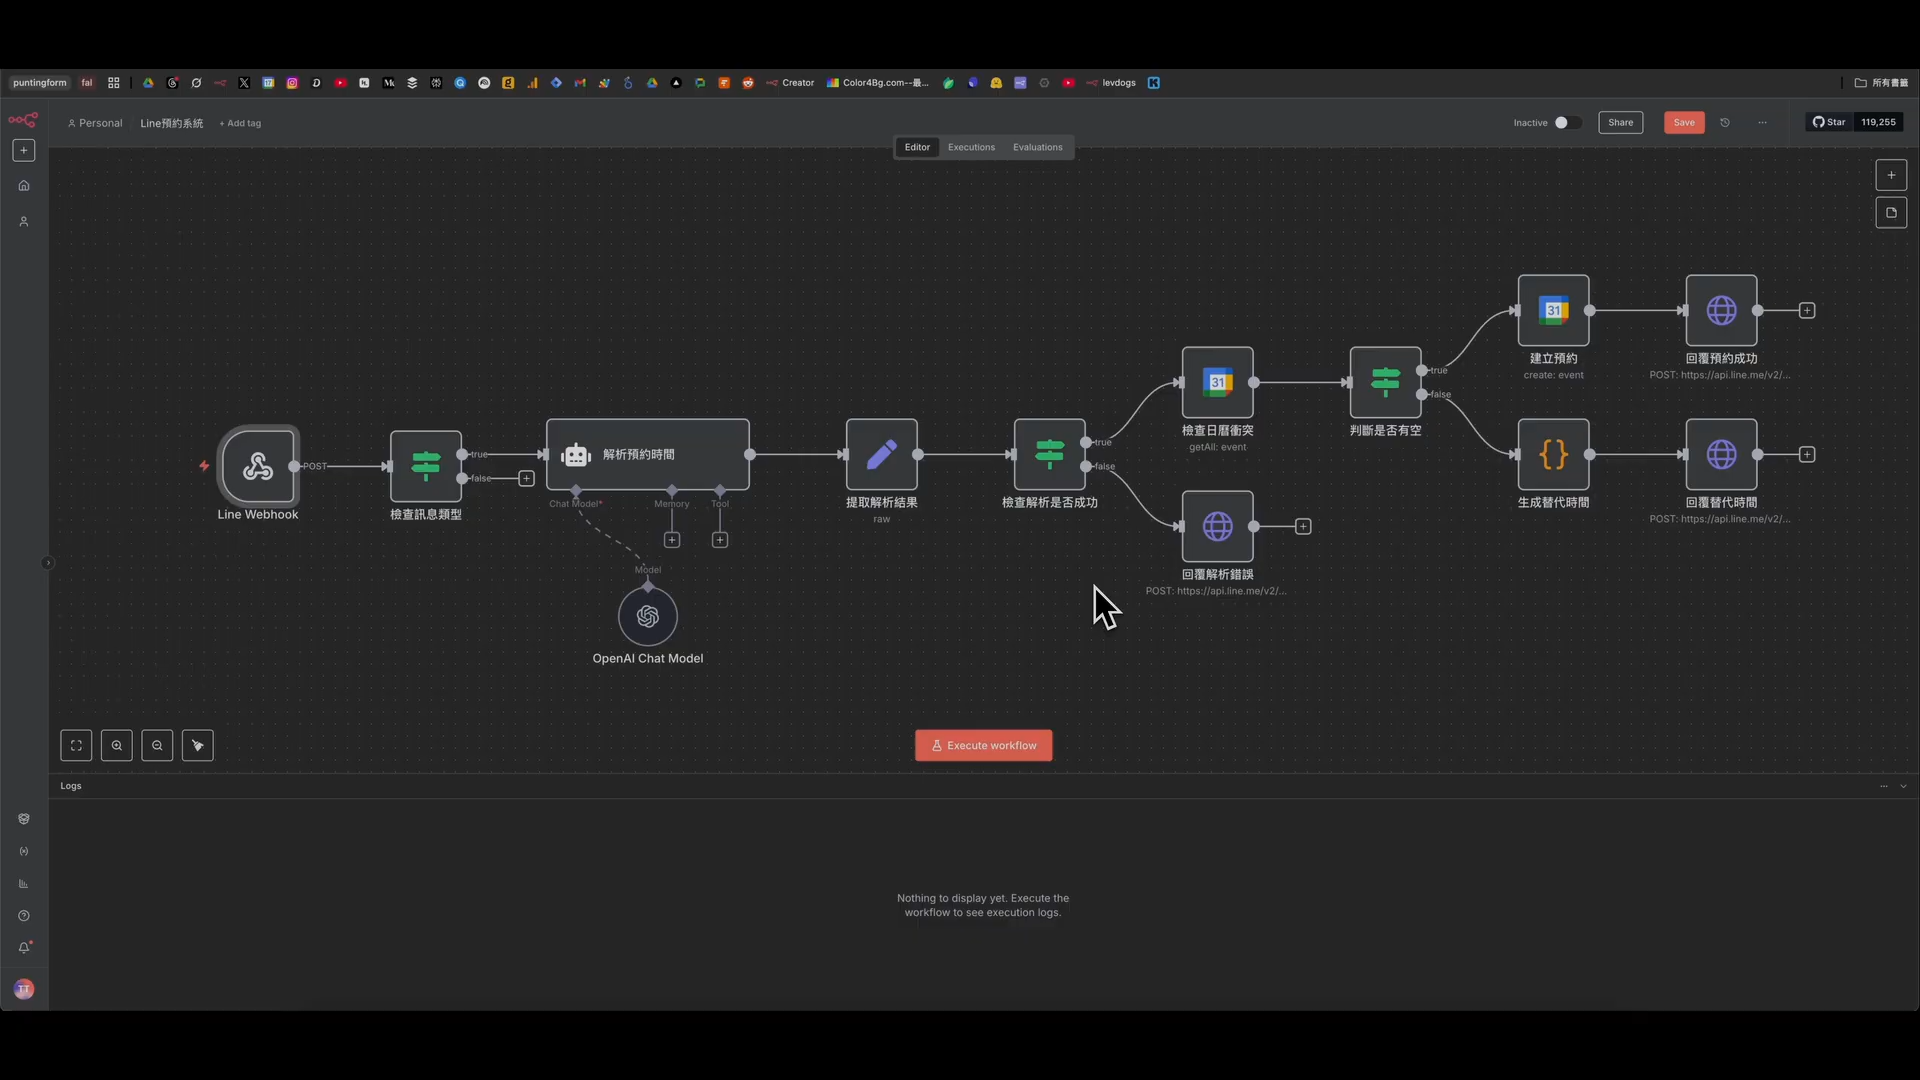 puntingform
fal
Creator
Color4Bg.com--最...
levdogs
所有書籤
Personal
Line預約系統
+ Add tag
Inactive
Share
Save
Star
119,255
Editor
Executions
Evaluations
Line Webhook
POST
檢查訊息類型
true
false
解析預約時間
Chat Model*
Memory
Tool
Model
OpenAI Chat Model
提取解析結果
raw
檢查解析是否成功
true
false
31
檢查日曆衝突
getAll: event
回覆解析錯誤
POST: https://api.line.me/v2/...
判斷是否有空
true
false
31
建立預約
create: event
回覆預約成功
POST: https://api.line.me/v2/...
{}
生成替代時間
回覆替代時間
POST: https://api.line.me/v2/...
Execute workflow
Logs
Nothing to display yet. Execute the
workflow to see execution logs.
TT